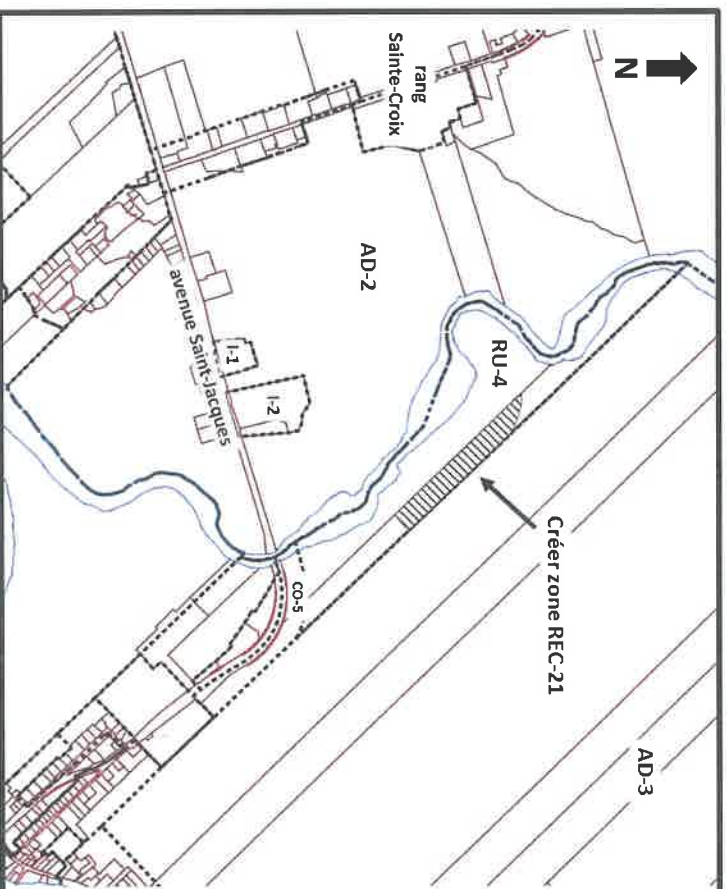 N
rang
Sainte-Croix
AD-2
RU-4
Créer zone REC-21
AD-3
I-1
I-2
avenue Saint-Jacques
CO-5